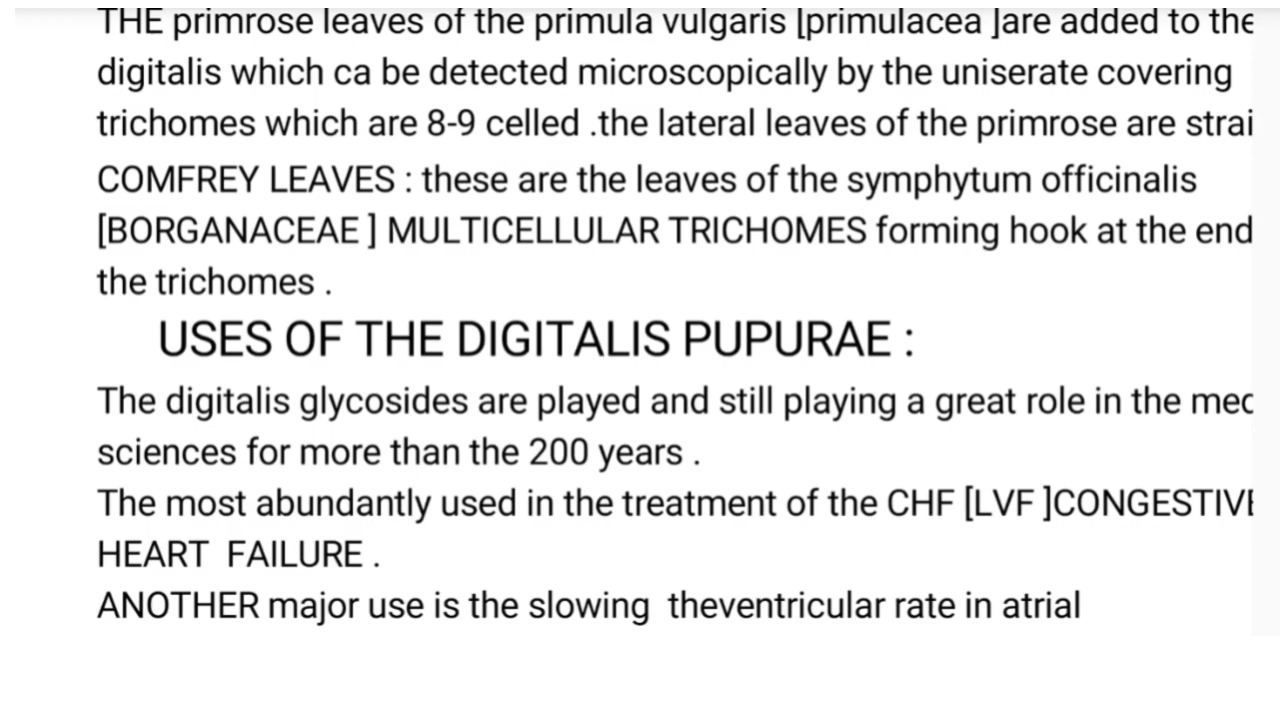 THE primrose leaves of the primula vulgaris [primulacea ]are added to the
digitalis which ca be detected microscopically by the uniserate covering
trichomes which are 8-9 celled .the lateral leaves of the primrose are strai
COMFREY LEAVES : these are the leaves of the symphytum officinalis
[BORGANACEAE ] MULTICELLULAR TRICHOMES forming hook at the end
the trichomes .
USES OF THE DIGITALIS PUPURAE :
The digitalis glycosides are played and still playing a great role in the med
sciences for more than the 200 years .
The most abundantly used in the treatment of the CHF [LVF ]CONGESTIVE
HEART  FAILURE .
ANOTHER major use is the slowing  theventricular rate in atrial